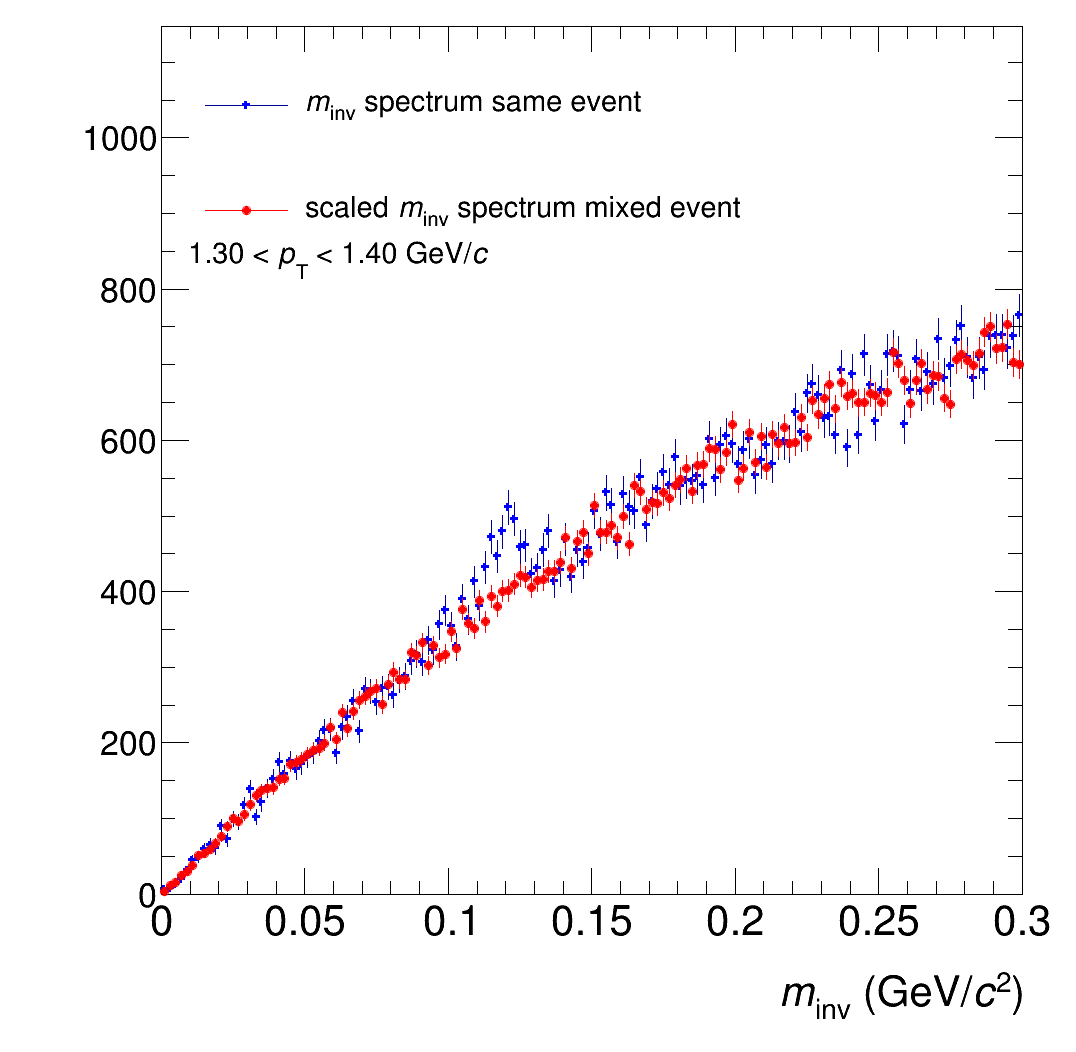 m_inv spectrum same event
scaled m_inv spectrum mixed event
1.30 < p_T < 1.40 GeV/c
1000
800
600
400
200
0
0 0.05 0.1 0.15 0.2 0.25 0.3
m_inv (GeV/c²)